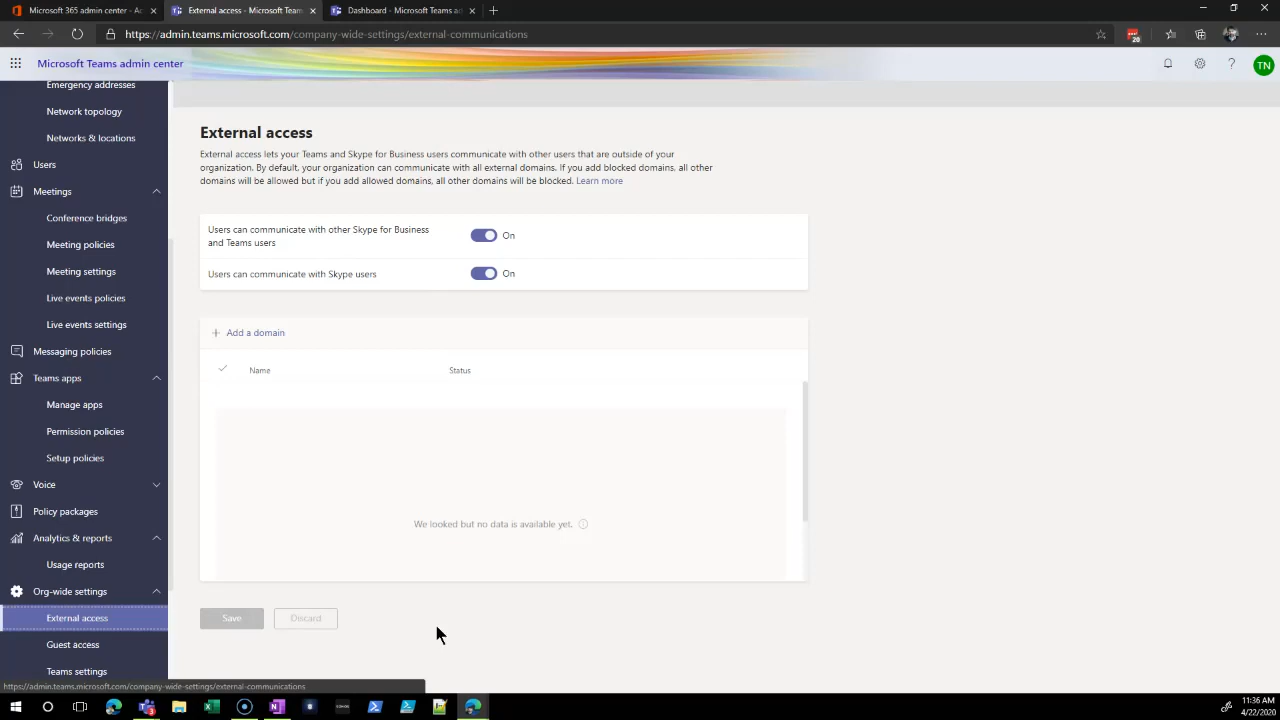 Microsoft 365 admin center - Ac
External access - Microsoft Team
Dashboard - Microsoft Teams ad
https://admin.teams.microsoft.com/company-wide-settings/external-communications
20
Microsoft Teams admin center
TN
Emergency addresses
Network topology
Networks & locations
Users
Meetings
Conference bridges
Meeting policies
Meeting settings
Live events policies
Live events settings
Messaging policies
Teams apps
Manage apps
Permission policies
Setup policies
Voice
Policy packages
Analytics & reports
Usage reports
Org-wide settings
External access
Guest access
Teams settings
External access
External access lets your Teams and Skype for Business users communicate with other users that are outside of your
organization. By default, your organization can communicate with all external domains. If you add blocked domains, all other
domains will be allowed but if you add allowed domains, all other domains will be blocked. Learn more
Users can communicate with other Skype for Business
and Teams users
On
Users can communicate with Skype users
On
+ Add a domain
Name
Status
We looked but no data is available yet.
Save
Discard
https://admin.teams.microsoft.com/company-wide-settings/external-communications
11:36 AM
4/22/2020